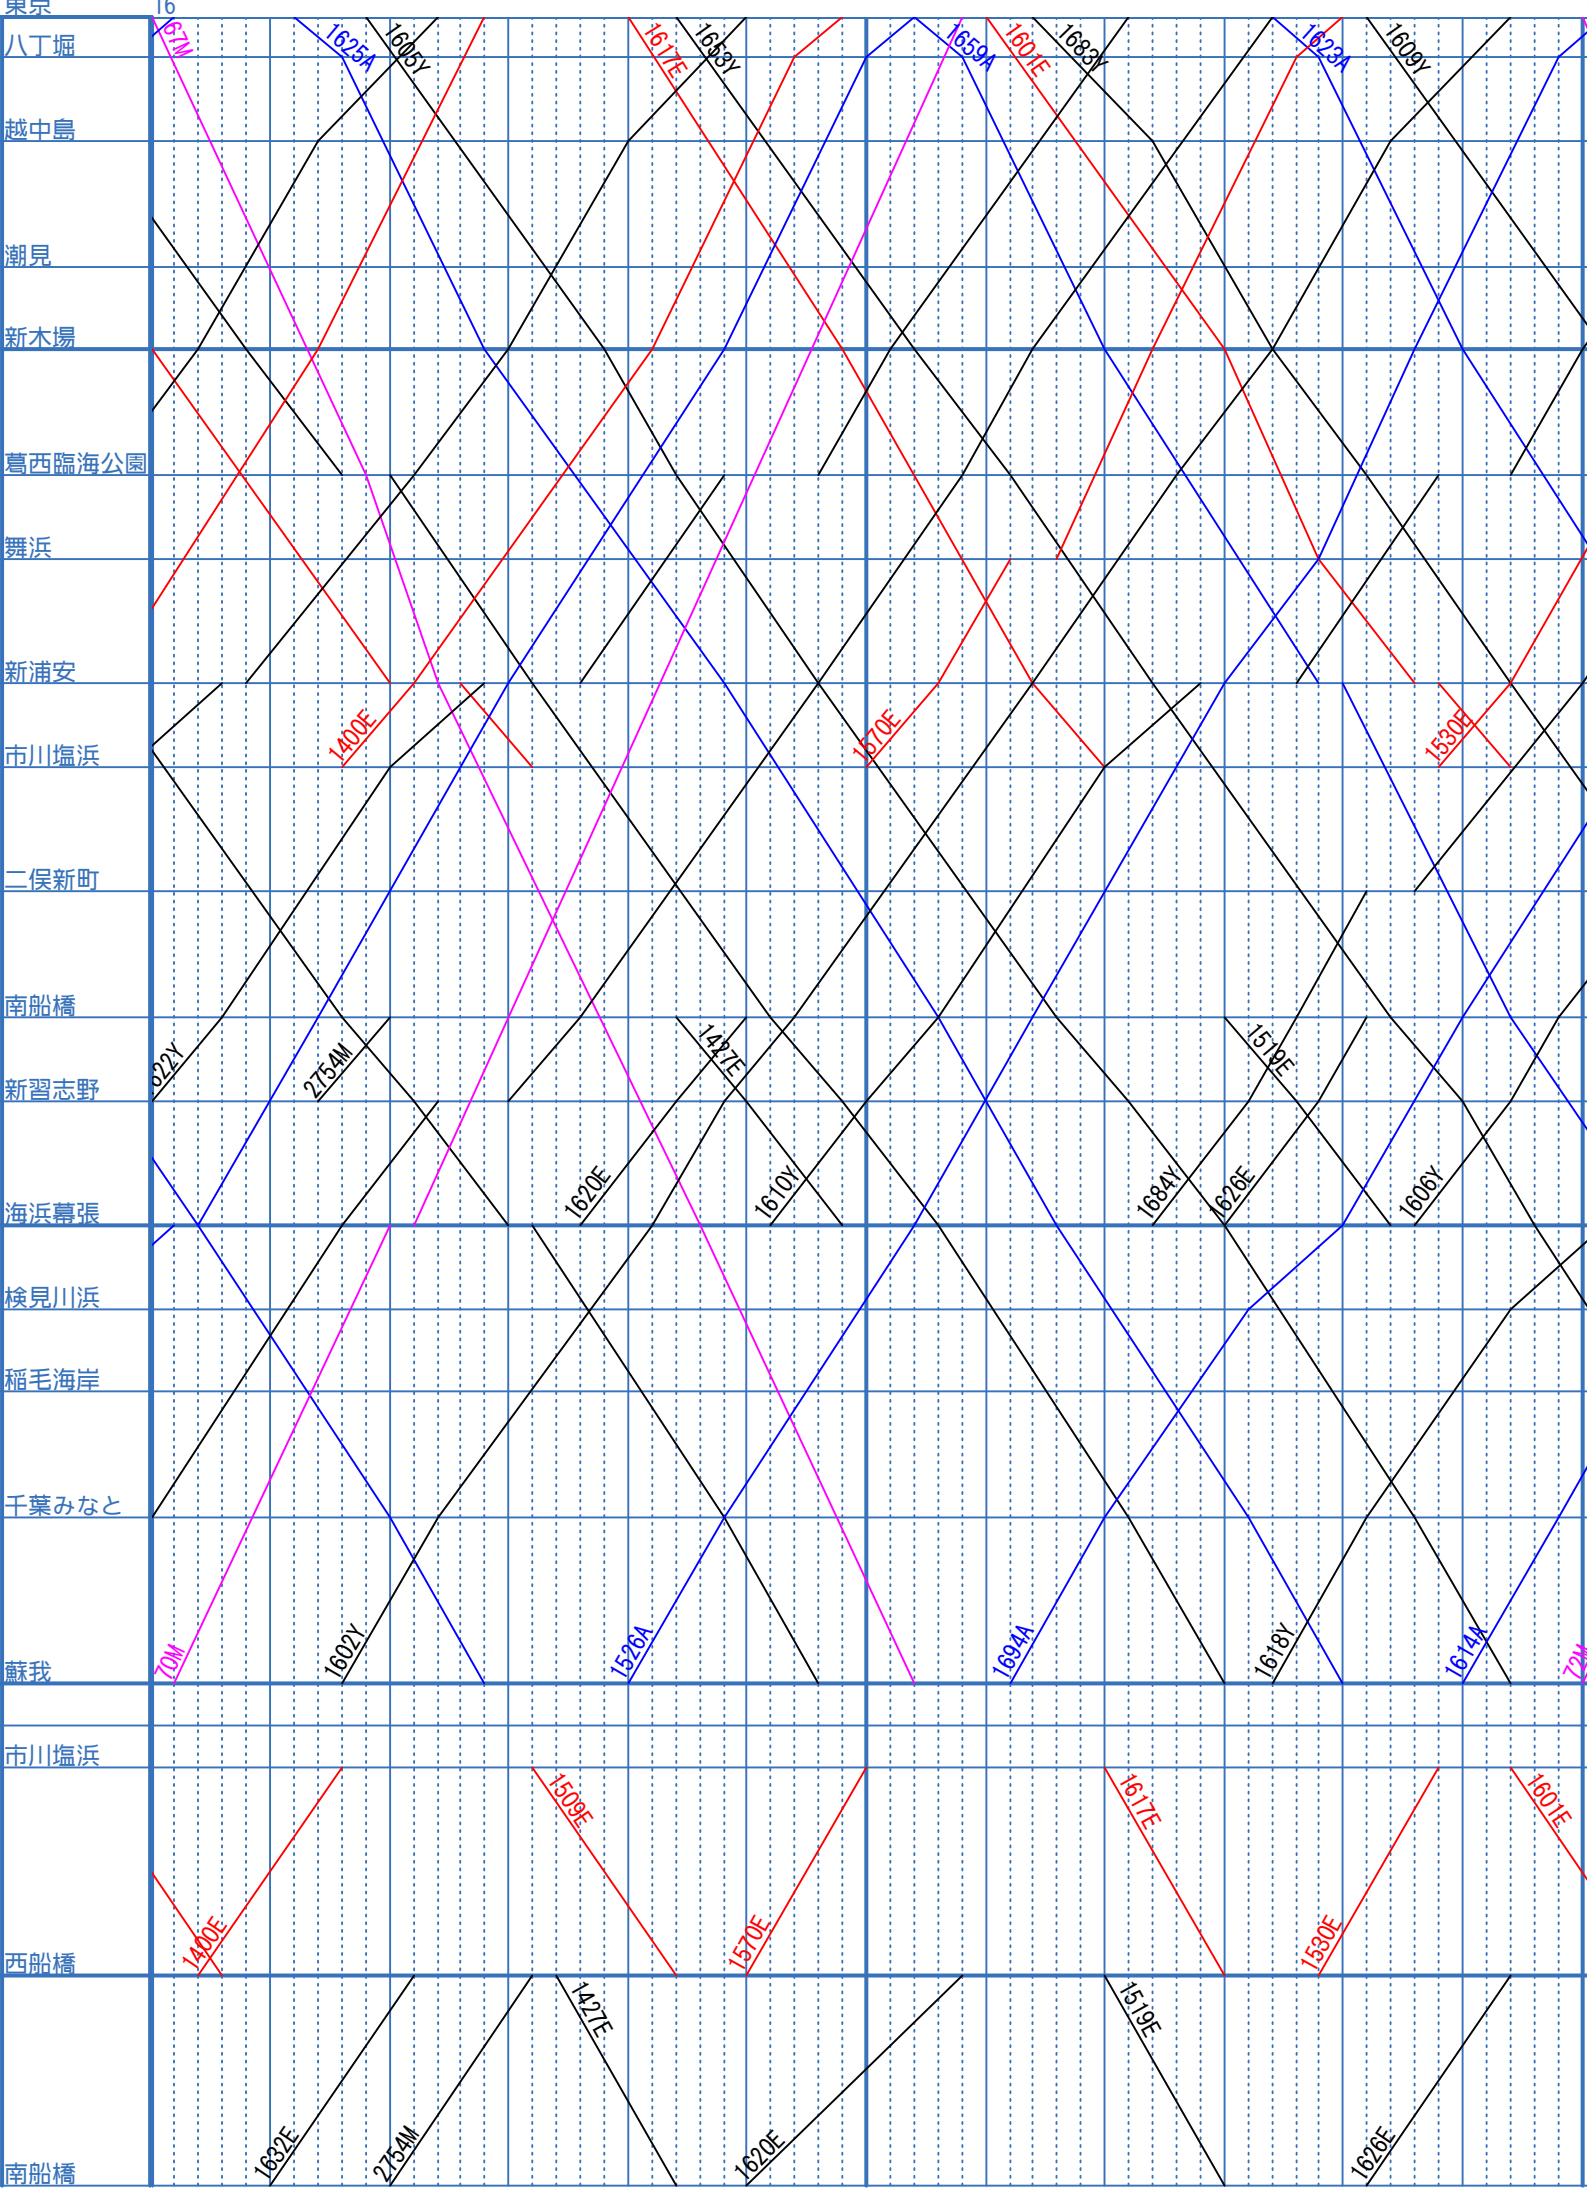 東京 16
67M 1625A 1605Y 1617E 1653Y 1659A 1601E 1683Y 1623A 1609Y
八丁堀
越中島
潮見
新木場
葛西臨海公園
舞浜
新浦安
1400E 1570E 1530E
市川塩浜
二俣新町
南船橋
622Y 2754M 1427E 1519E
新習志野
1620E 1610Y 1684Y 1626E 1606Y
海浜幕張
検見川浜
稲毛海岸
千葉みなと
70M 1602Y 1526A 1694A 1618Y 1614A 72M
蘇我
市川塩浜
1509E 1617E 1601E
1400E 1570E 1530E
西船橋
1427E 1519E
1632E 2754M 1620E 1626E
南船橋